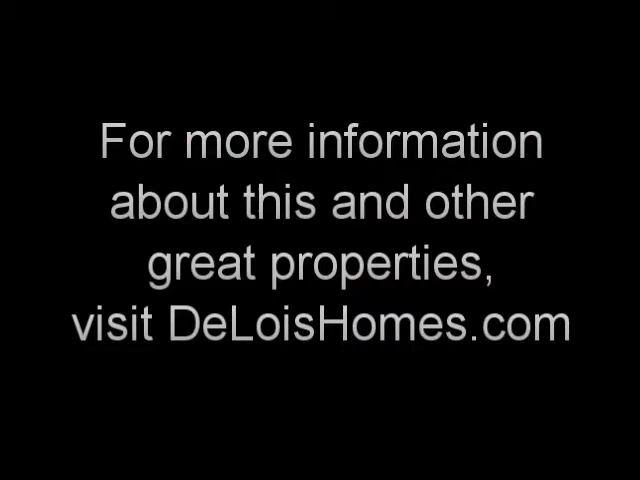 For more information
about this and other
great properties,
visit DeLoisHomes.com